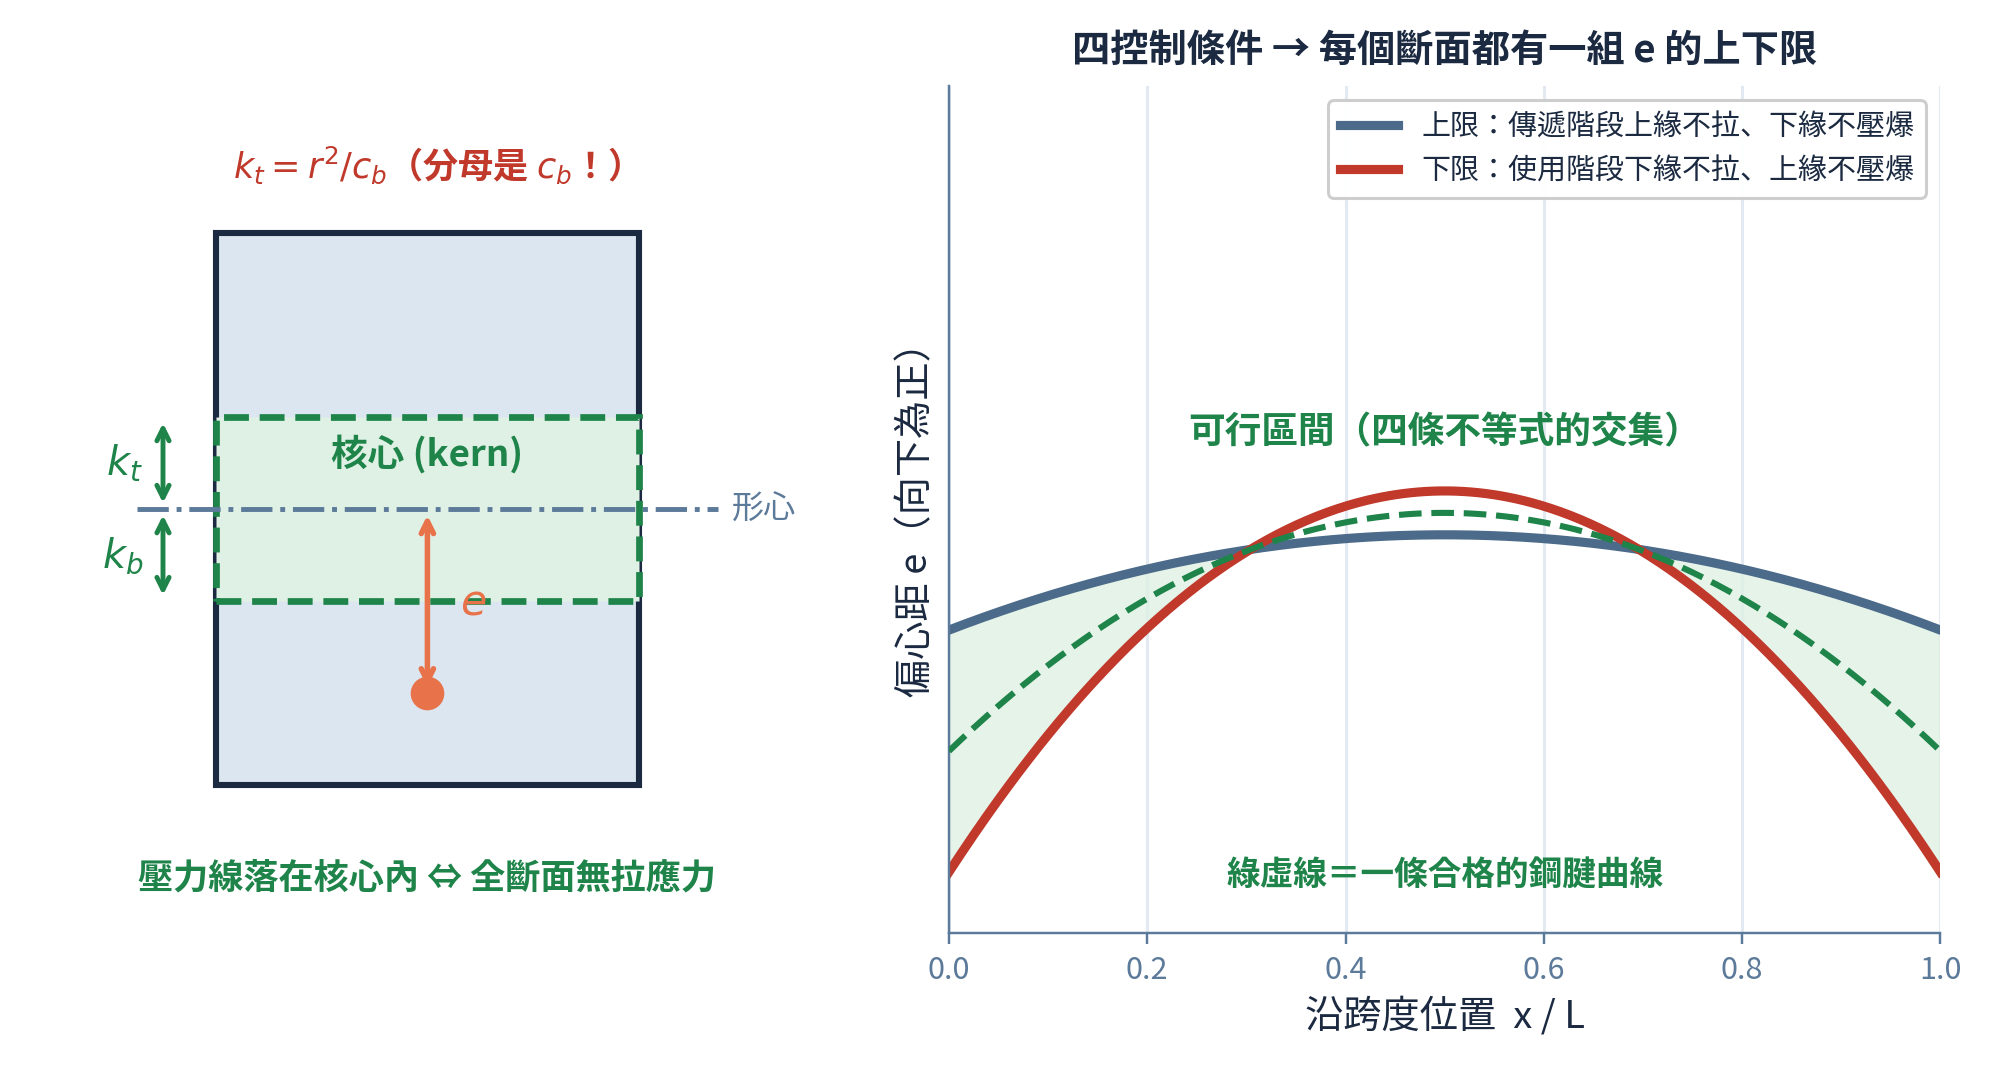 k_t = r²/c_b（分母是 c_b！）
核心 (kern)
k_t
形心
k_b
e
壓力線落在核心內 ⇔ 全斷面無拉應力
四控制條件 → 每個斷面都有一組 e 的上下限
上限：傳遞階段上緣不拉、下緣不壓爆
下限：使用階段下緣不拉、上緣不壓爆
偏心距 e（向下為正）
可行區間（四條不等式的交集）
綠虛線＝一條合格的鋼腱曲線
0.0 0.2 0.4 0.6 0.8 1.0
沿跨度位置 x / L